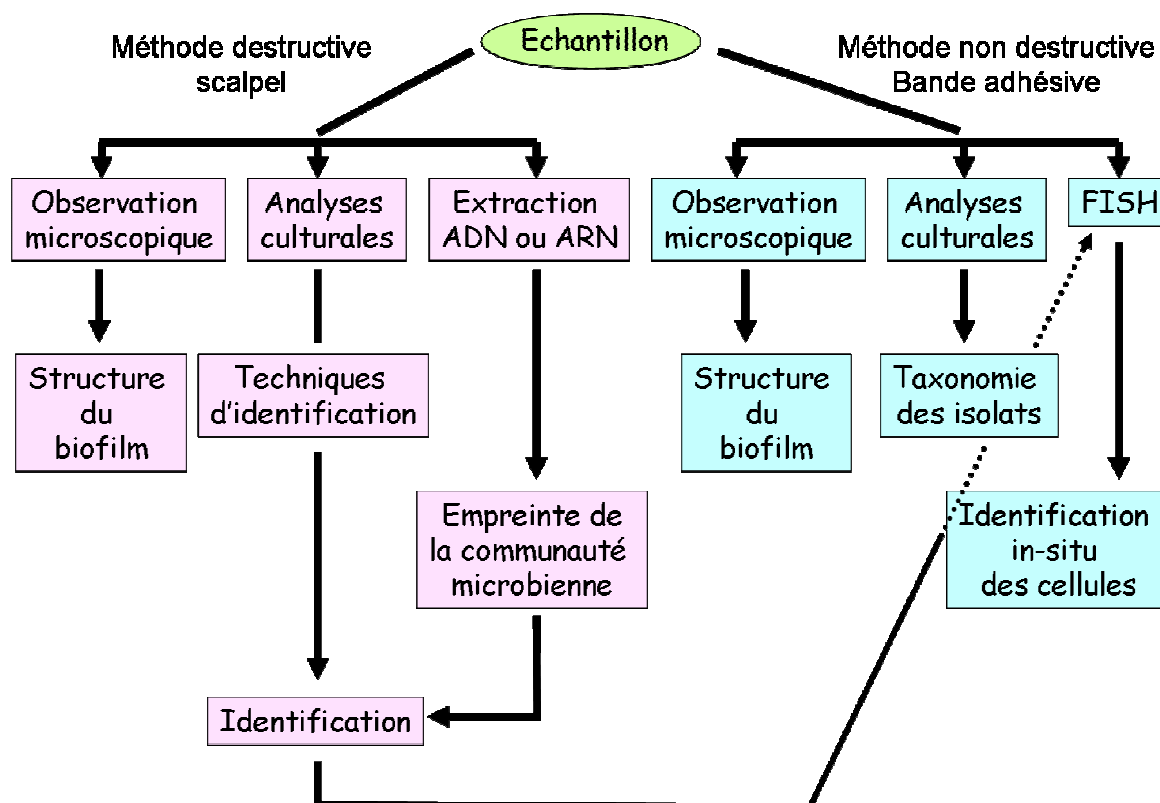 Echantillon
Méthode destructive
scalpel
Méthode non destructive
Bande adhésive
Observation
microscopique
Analyses
culturales
Extraction
ADN ou ARN
Observation
microscopique
Analyses
culturales
FISH
Structure
du
biofilm
Techniques
d'identification
Structure
du
biofilm
Taxonomie
des isolats
Empreinte de
la communauté
microbienne
Identification
in-situ
des cellules
Identification